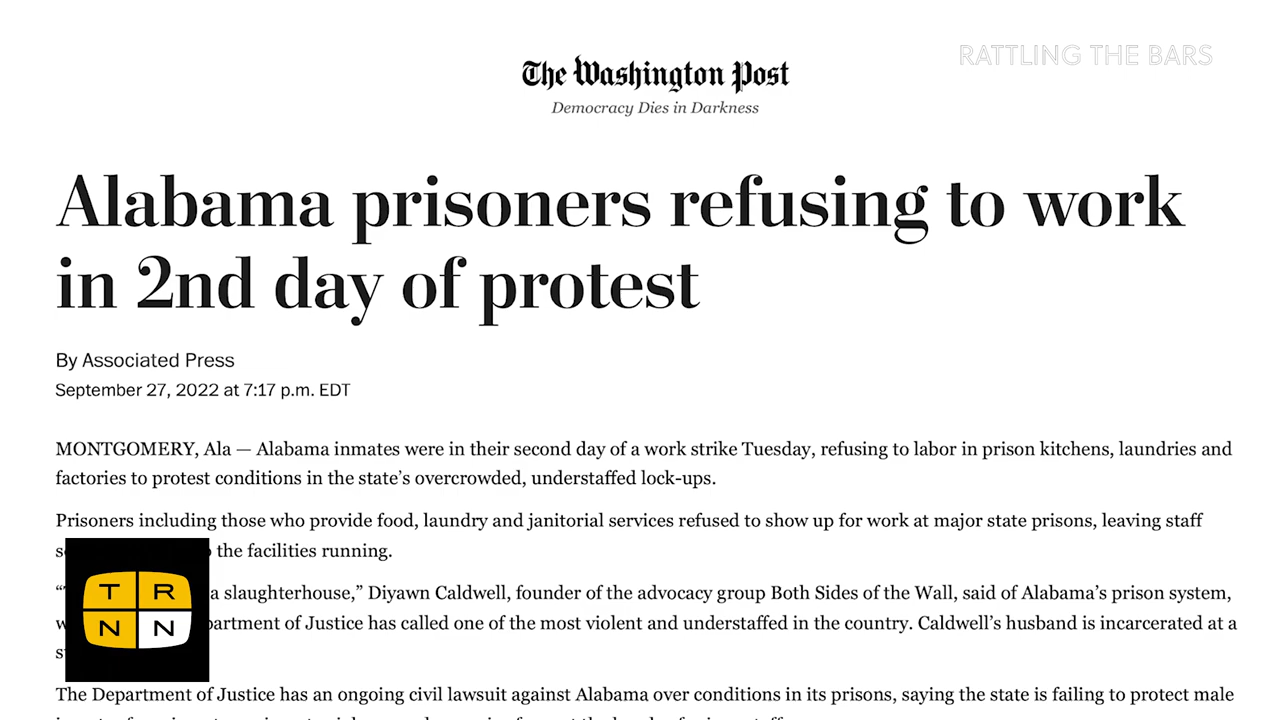 RATTLING THE BARS
The Washington Post
Democracy Dies in Darkness
Alabama prisoners refusing to work
in 2nd day of protest
By Associated Press
September 27, 2022 at 7:17 p.m. EDT
MONTGOMERY, Ala — Alabama inmates were in their second day of a work strike Tuesday, refusing to labor in prison kitchens, laundries and
factories to protest conditions in the state’s overcrowded, understaffed lock-ups.
Prisoners including those who provide food, laundry and janitorial services refused to show up for work at major state prisons, leaving staff
the facilities running.
a slaughterhouse,” Diyawn Caldwell, founder of the advocacy group Both Sides of the Wall, said of Alabama’s prison system,
of Justice has called one of the most violent and understaffed in the country. Caldwell’s husband is incarcerated at a
T R
N N
The Department of Justice has an ongoing civil lawsuit against Alabama over conditions in its prisons, saying the state is failing to protect male